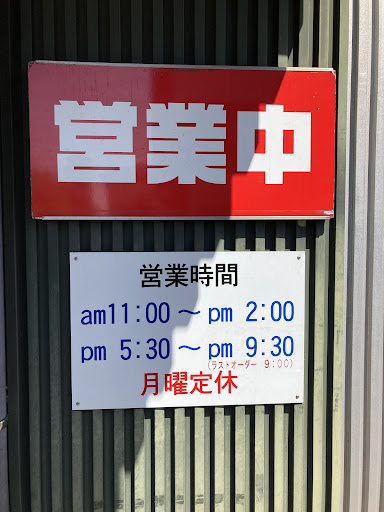 営業中
営業時間
am11:00～pm 2:00
pm 5:30～pm 9:30
(ラストオーダー 9:00)
月曜定休